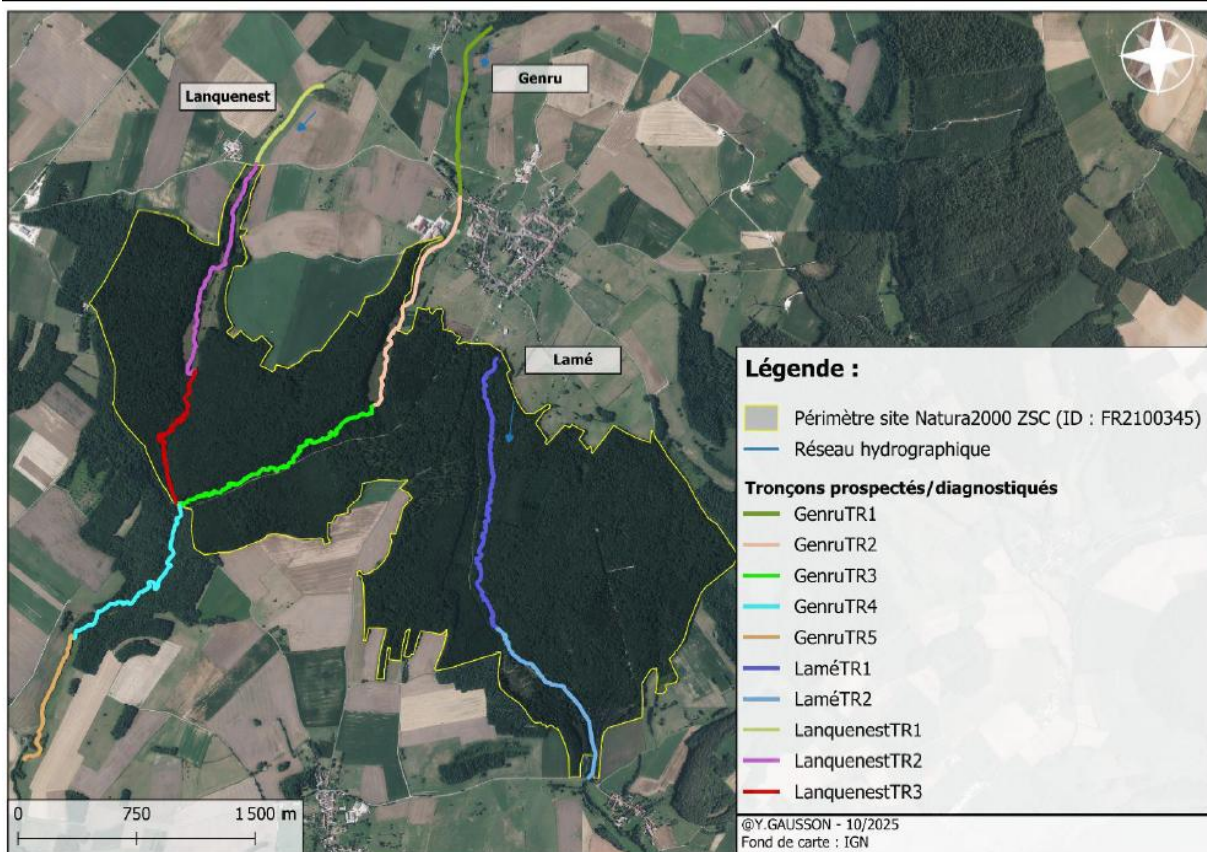 Genru
Lanquenest
Lamé
Légende :
Périmètre site Natura2000 ZSC (ID : FR2100345)
Réseau hydrographique
Tronçons prospectés/diagnostiqués
GenruTR1
GenruTR2
GenruTR3
GenruTR4
GenruTR5
LaméTR1
LaméTR2
LanquenestTR1
LanquenestTR2
LanquenestTR3
0 750 1 500 m
@Y.GAUSSON - 10/2025
Fond de carte : IGN